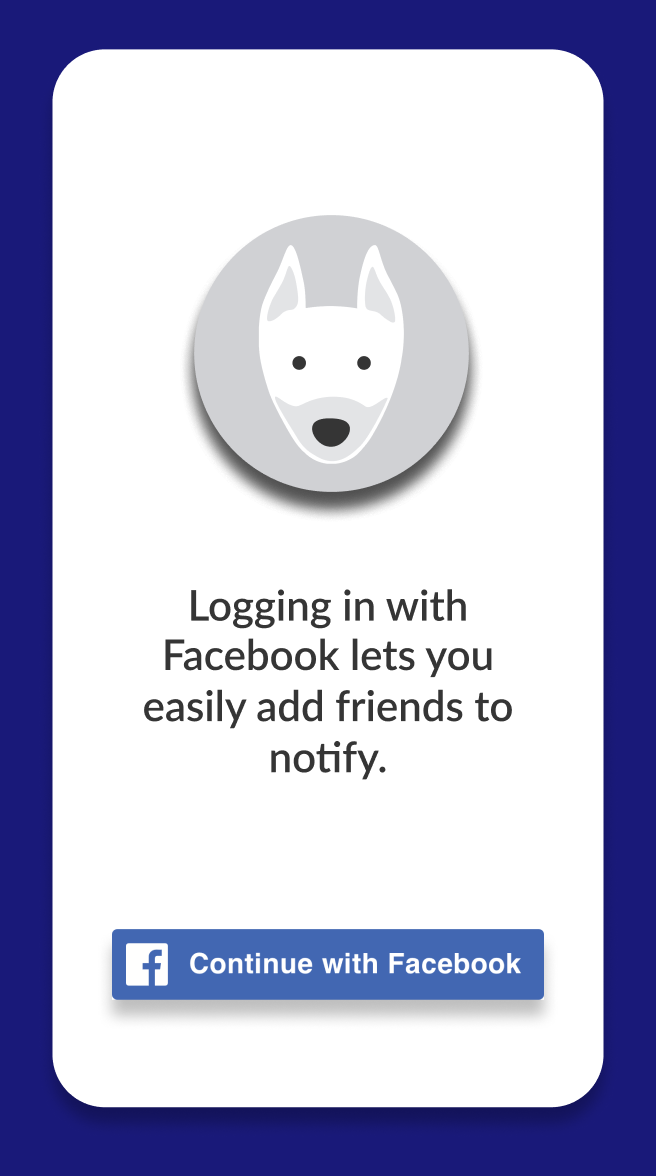 Logging in with
Facebook lets you
easily add friends to
notify.
Continue with Facebook